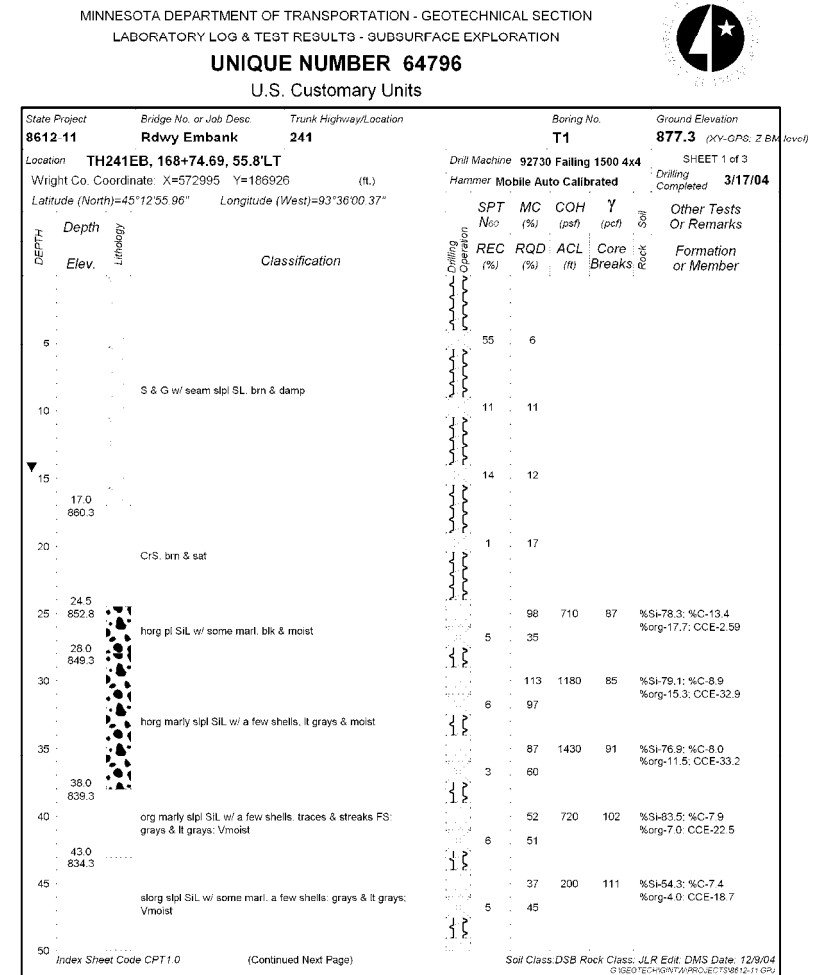 MINNESOTA DEPARTMENT OF TRANSPORTATION - GEOTECHNICAL SECTION
LABORATORY LOG & TEST RESULTS - SUBSURFACE EXPLORATION
UNIQUE NUMBER 64796
U.S. Customary Units
State Project Bridge No. or Job Desc. Trunk Highway/Location Boring No. Ground Elevation
8612-11 Rdwy Embank 241 T1 877.3 (XY-GPS; Z BM level)
Location TH241EB, 168+74.69, 55.8'LT Drill Machine 92730 Failing 1500 4x4 SHEET 1 of 3
Wright Co. Coordinate: X=572995 Y=186926 (ft.) Hammer Mobile Auto Calibrated Drilling Completed 3/17/04
Latitude (North)=45°12'55.96" Longitude (West)=93°36'00.37"
DEPTH Depth Elev. Lithology Classification Drilling Operation
SPT N60 MC (%) COH (psf) γ (pcf) Soil Other Tests Or Remarks
REC (%) RQD (%) ACL (ft) Core Breaks Rock Formation or Member
5 55 6
S & G w/ seam slpl SL. brn & damp
10 11 11
15 14 12
17.0
860.3
20 1 17
CrS. brn & sat
24.5
25 852.8 98 710 87 %Si-78.3; %C-13.4
%org-17.7; CCE-2.59
horg pl SiL w/ some marl. blk & moist
5 35
28.0
849.3
30 113 1180 85 %Si-79.1; %C-8.9
%org-15.3; CCE-32.9
6 97
horg marly slpl SiL w/ a few shells. lt grays & moist
35 87 1430 91 %Si-76.9; %C-8.0
%org-11.5; CCE-33.2
3 60
38.0
839.3
40 org marly slpl SiL w/ a few shells. traces & streaks FS; 52 720 102 %Si-83.5; %C-7.9
grays & lt grays; Vmoist %org-7.0; CCE-22.5
6 51
43.0
834.3
45 37 200 111 %Si-54.3; %C-7.4
slorg slpl SiL w/ some marl. a few shells; grays & lt grays; %org-4.0; CCE-18.7
Vmoist 5 45
50
Index Sheet Code CPT1.0 (Continued Next Page) Soil Class:DSB Rock Class: JLR Edit: DMS Date: 12/9/04
G:\GEOTECH\GINTW\PROJECTS\8612-11.GPJ